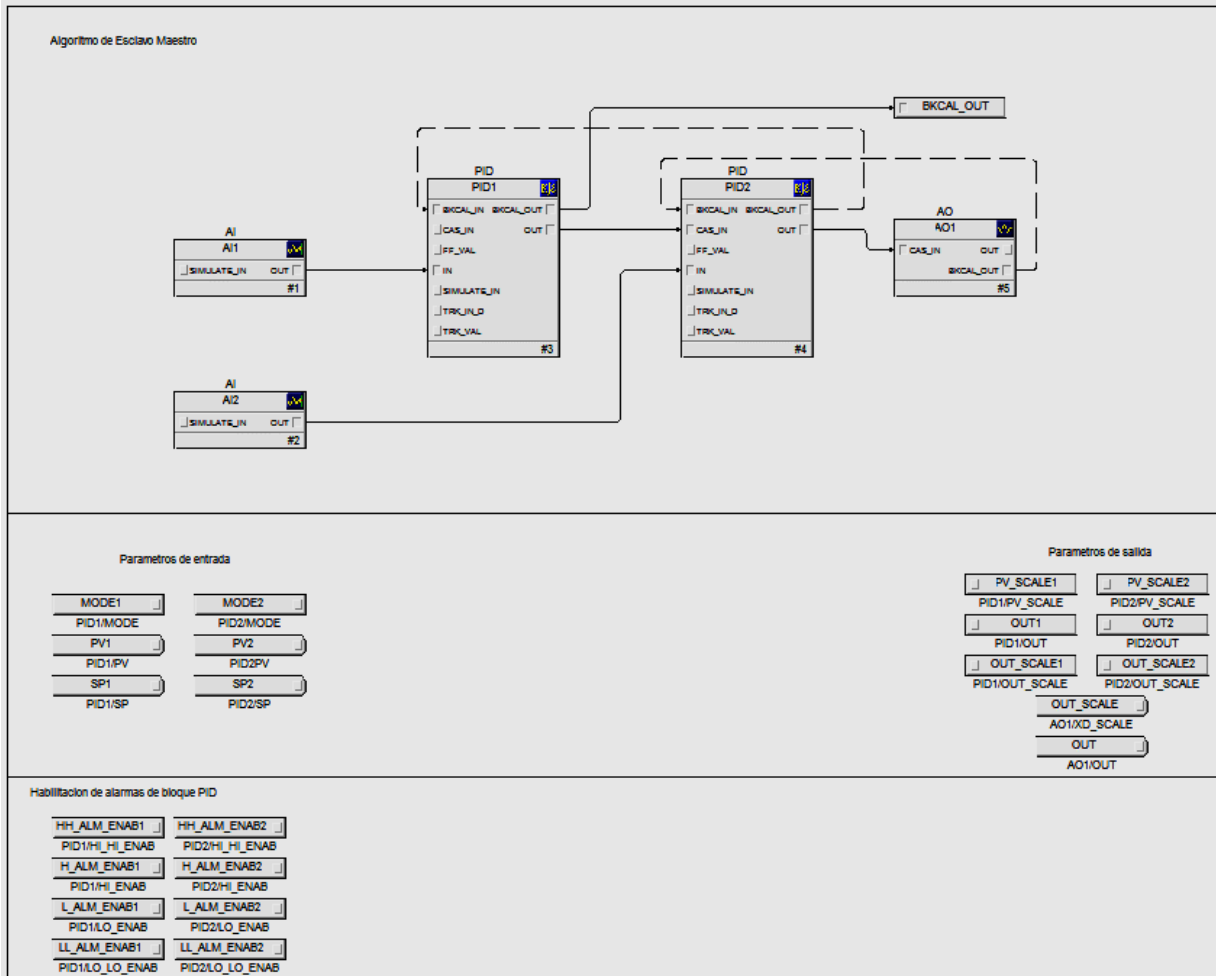 Algoritmo de Esclavo Maestro
BKCAL_OUT
PID
PID1
BKCAL_IN BKCAL_OUT
CAS_IN OUT
FF_VAL
IN
SIMULATE_IN
TRK_IN_D
TRK_VAL
#3
PID
PID2
BKCAL_IN BKCAL_OUT
CAS_IN OUT
FF_VAL
IN
SIMULATE_IN
TRK_IN_D
TRK_VAL
#4
AO
AO1
CAS_IN OUT
BKCAL_OUT
#5
AI
AI1
SIMULATE_IN OUT
#1
AI
AI2
SIMULATE_IN OUT
#2
Parametros de entrada
MODE1 MODE2
PID1/MODE PID2/MODE
PV1 PV2
PID1/PV PID2PV
SP1 SP2
PID1/SP PID2/SP
Parametros de salida
PV_SCALE1 PV_SCALE2
PID1/PV_SCALE PID2/PV_SCALE
OUT1 OUT2
PID1/OUT PID2/OUT
OUT_SCALE1 OUT_SCALE2
PID1/OUT_SCALE PID2/OUT_SCALE
OUT_SCALE
AO1/XD_SCALE
OUT
AO1/OUT
Habilitacion de alarmas de bloque PID
HH_ALM_ENAB1 HH_ALM_ENAB2
PID1/HI_HI_ENAB PID2/HI_HI_ENAB
H_ALM_ENAB1 H_ALM_ENAB2
PID1/HI_ENAB PID2/HI_ENAB
L_ALM_ENAB1 L_ALM_ENAB2
PID1/LO_ENAB PID2/LO_ENAB
LL_ALM_ENAB1 LL_ALM_ENAB2
PID1/LO_LO_ENAB PID2/LO_LO_ENAB